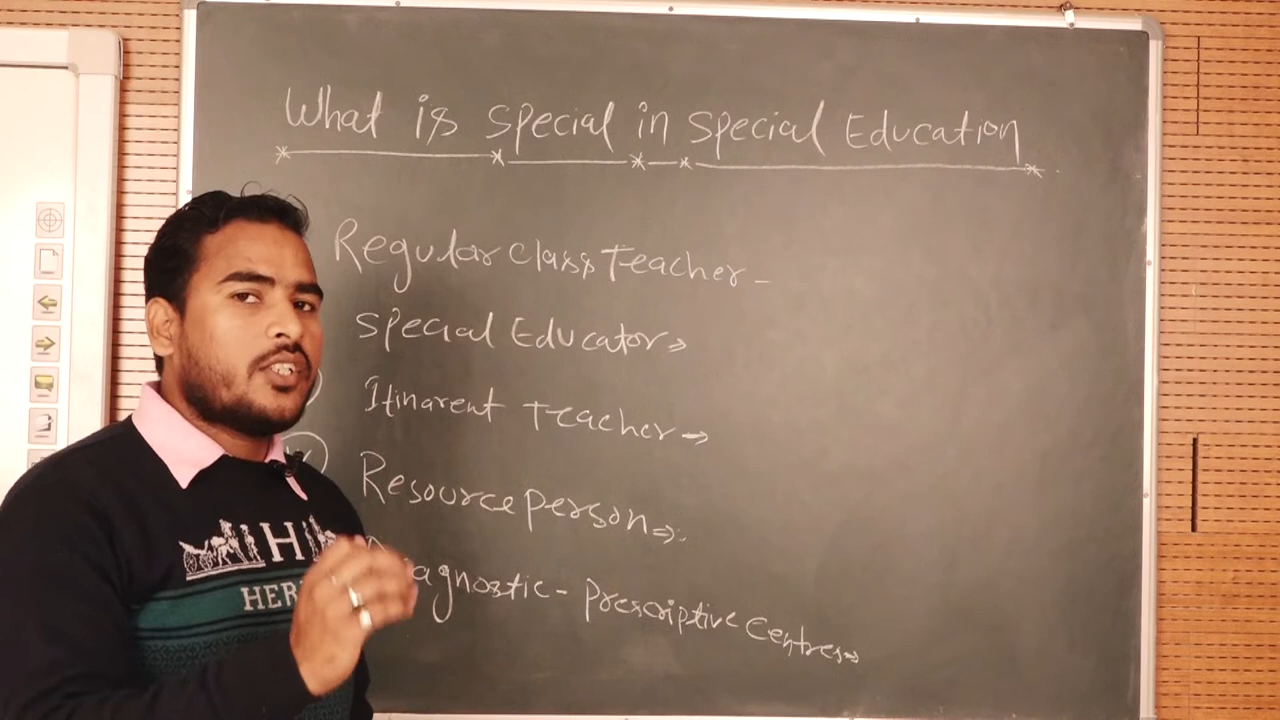 What is special in special Education
Regular class Teacher -
special Educator ⇒
Itinarent Teacher ⇒
Resource person ⇒
Diagnostic - Prescriptive Centres ⇒
H